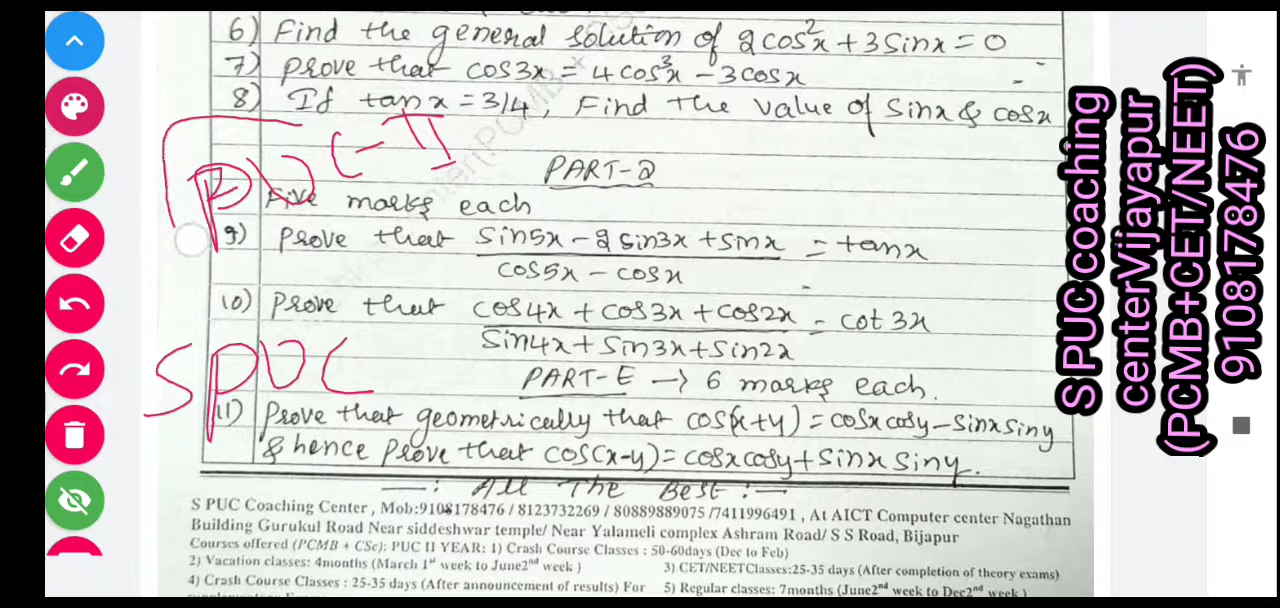 6) Find the general solution of 2cos²x + 3sinx = 0
7) Prove that cos3x = 4cos³x - 3cosx
8) If tanx = 3/4, Find the value of sinx & cosx
PUC-II
PART-D
Five marks each
9) Prove that (sin5x - 2sin3x + sinx) / (cos5x - cosx) = tanx
10) Prove that (cos4x + cos3x + cos2x) / (sin4x + sin3x + sin2x) = cot3x
SPUC
PART-E → 6 marks each.
11) Prove that geometrically that cos(x+y) = cosxcosy - sinxsiny
& hence prove that cos(x-y) = cosxcosy + sinx siny.
—: All The Best :—
S PUC Coaching Center , Mob:9108178476 / 8123732269 / 80889889075 /7411996491 , At AICT Computer center Nagathan
Building Gurukul Road Near siddeshwar temple/ Near Yalameli complex Ashram Road/ S S Road, Bijapur
Courses offered (PCMB + CSc): PUC II YEAR: 1) Crash Course Classes : 50-60days (Dec to Feb)
2) Vacation classes: 4months (March 1st week to June2nd week ) 3) CET/NEETClasses:25-35 days (After completion of theory exams)
4) Crash Course Classes : 25-35 days (After announcement of results) For 5) Regular classes: 7months (June2nd week to Dec2nd week )
S PUC coaching
centerVijayapur
(PCMB+CET/NEET)
9108178476